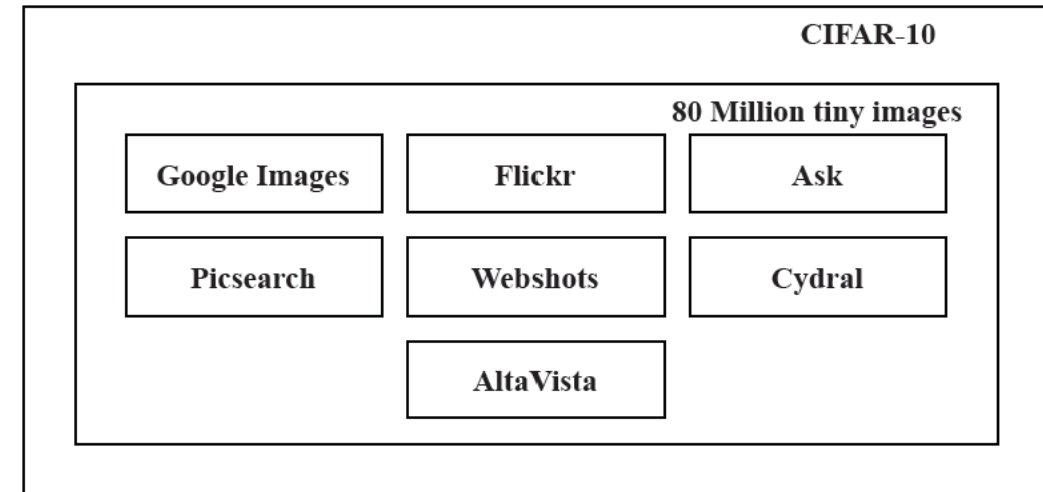 CIFAR-10
80 Million tiny images
Google Images
Flickr
Ask
Picsearch
Webshots
Cydral
AltaVista